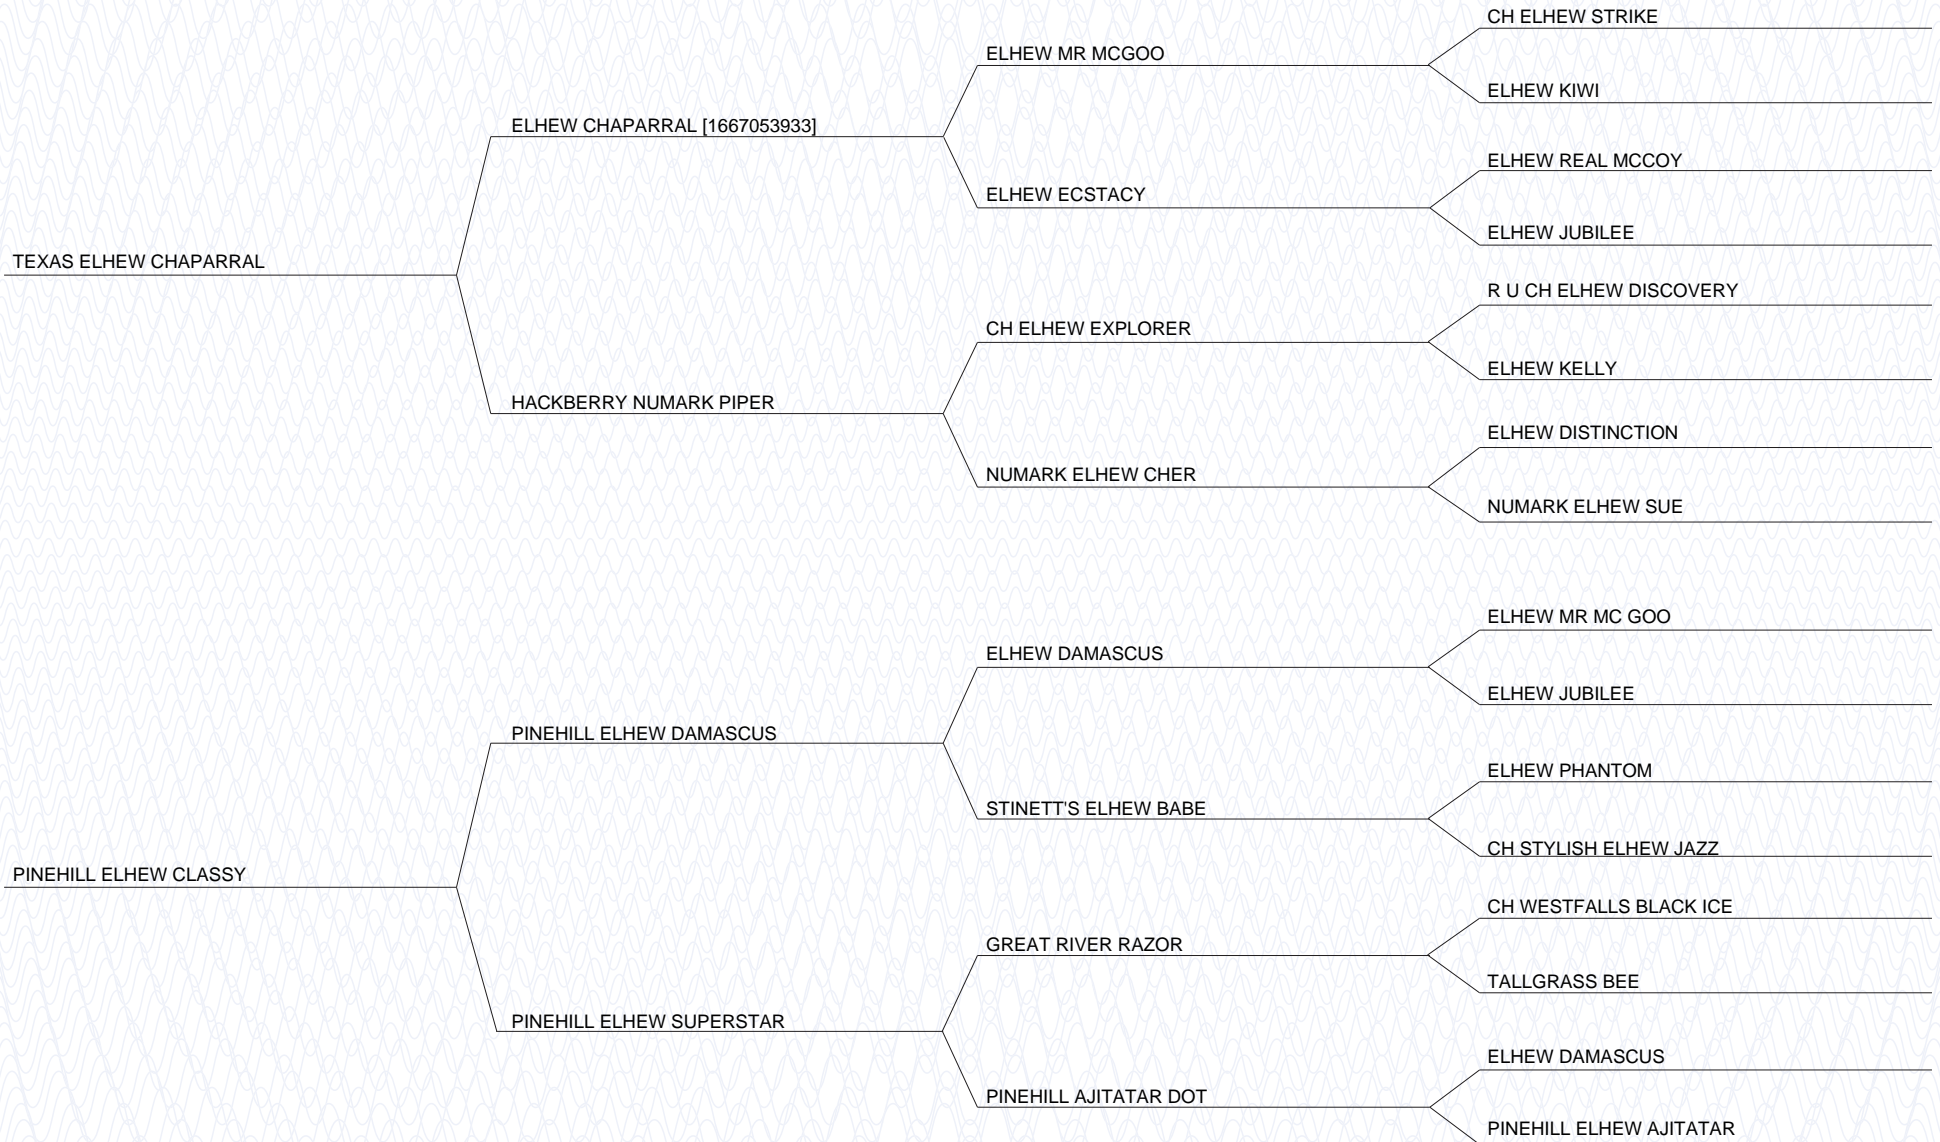 CH ELHEW STRIKE
ELHEW MR MCGOO
ELHEW KIWI
ELHEW CHAPARRAL [1667053933]
ELHEW REAL MCCOY
ELHEW ECSTACY
ELHEW JUBILEE
TEXAS ELHEW CHAPARRAL
R U CH ELHEW DISCOVERY
CH ELHEW EXPLORER
ELHEW KELLY
HACKBERRY NUMARK PIPER
ELHEW DISTINCTION
NUMARK ELHEW CHER
NUMARK ELHEW SUE
ELHEW MR MC GOO
ELHEW DAMASCUS
ELHEW JUBILEE
PINEHILL ELHEW DAMASCUS
ELHEW PHANTOM
STINETT'S ELHEW BABE
CH STYLISH ELHEW JAZZ
PINEHILL ELHEW CLASSY
CH WESTFALLS BLACK ICE
GREAT RIVER RAZOR
TALLGRASS BEE
PINEHILL ELHEW SUPERSTAR
ELHEW DAMASCUS
PINEHILL AJITATAR DOT
PINEHILL ELHEW AJITATAR